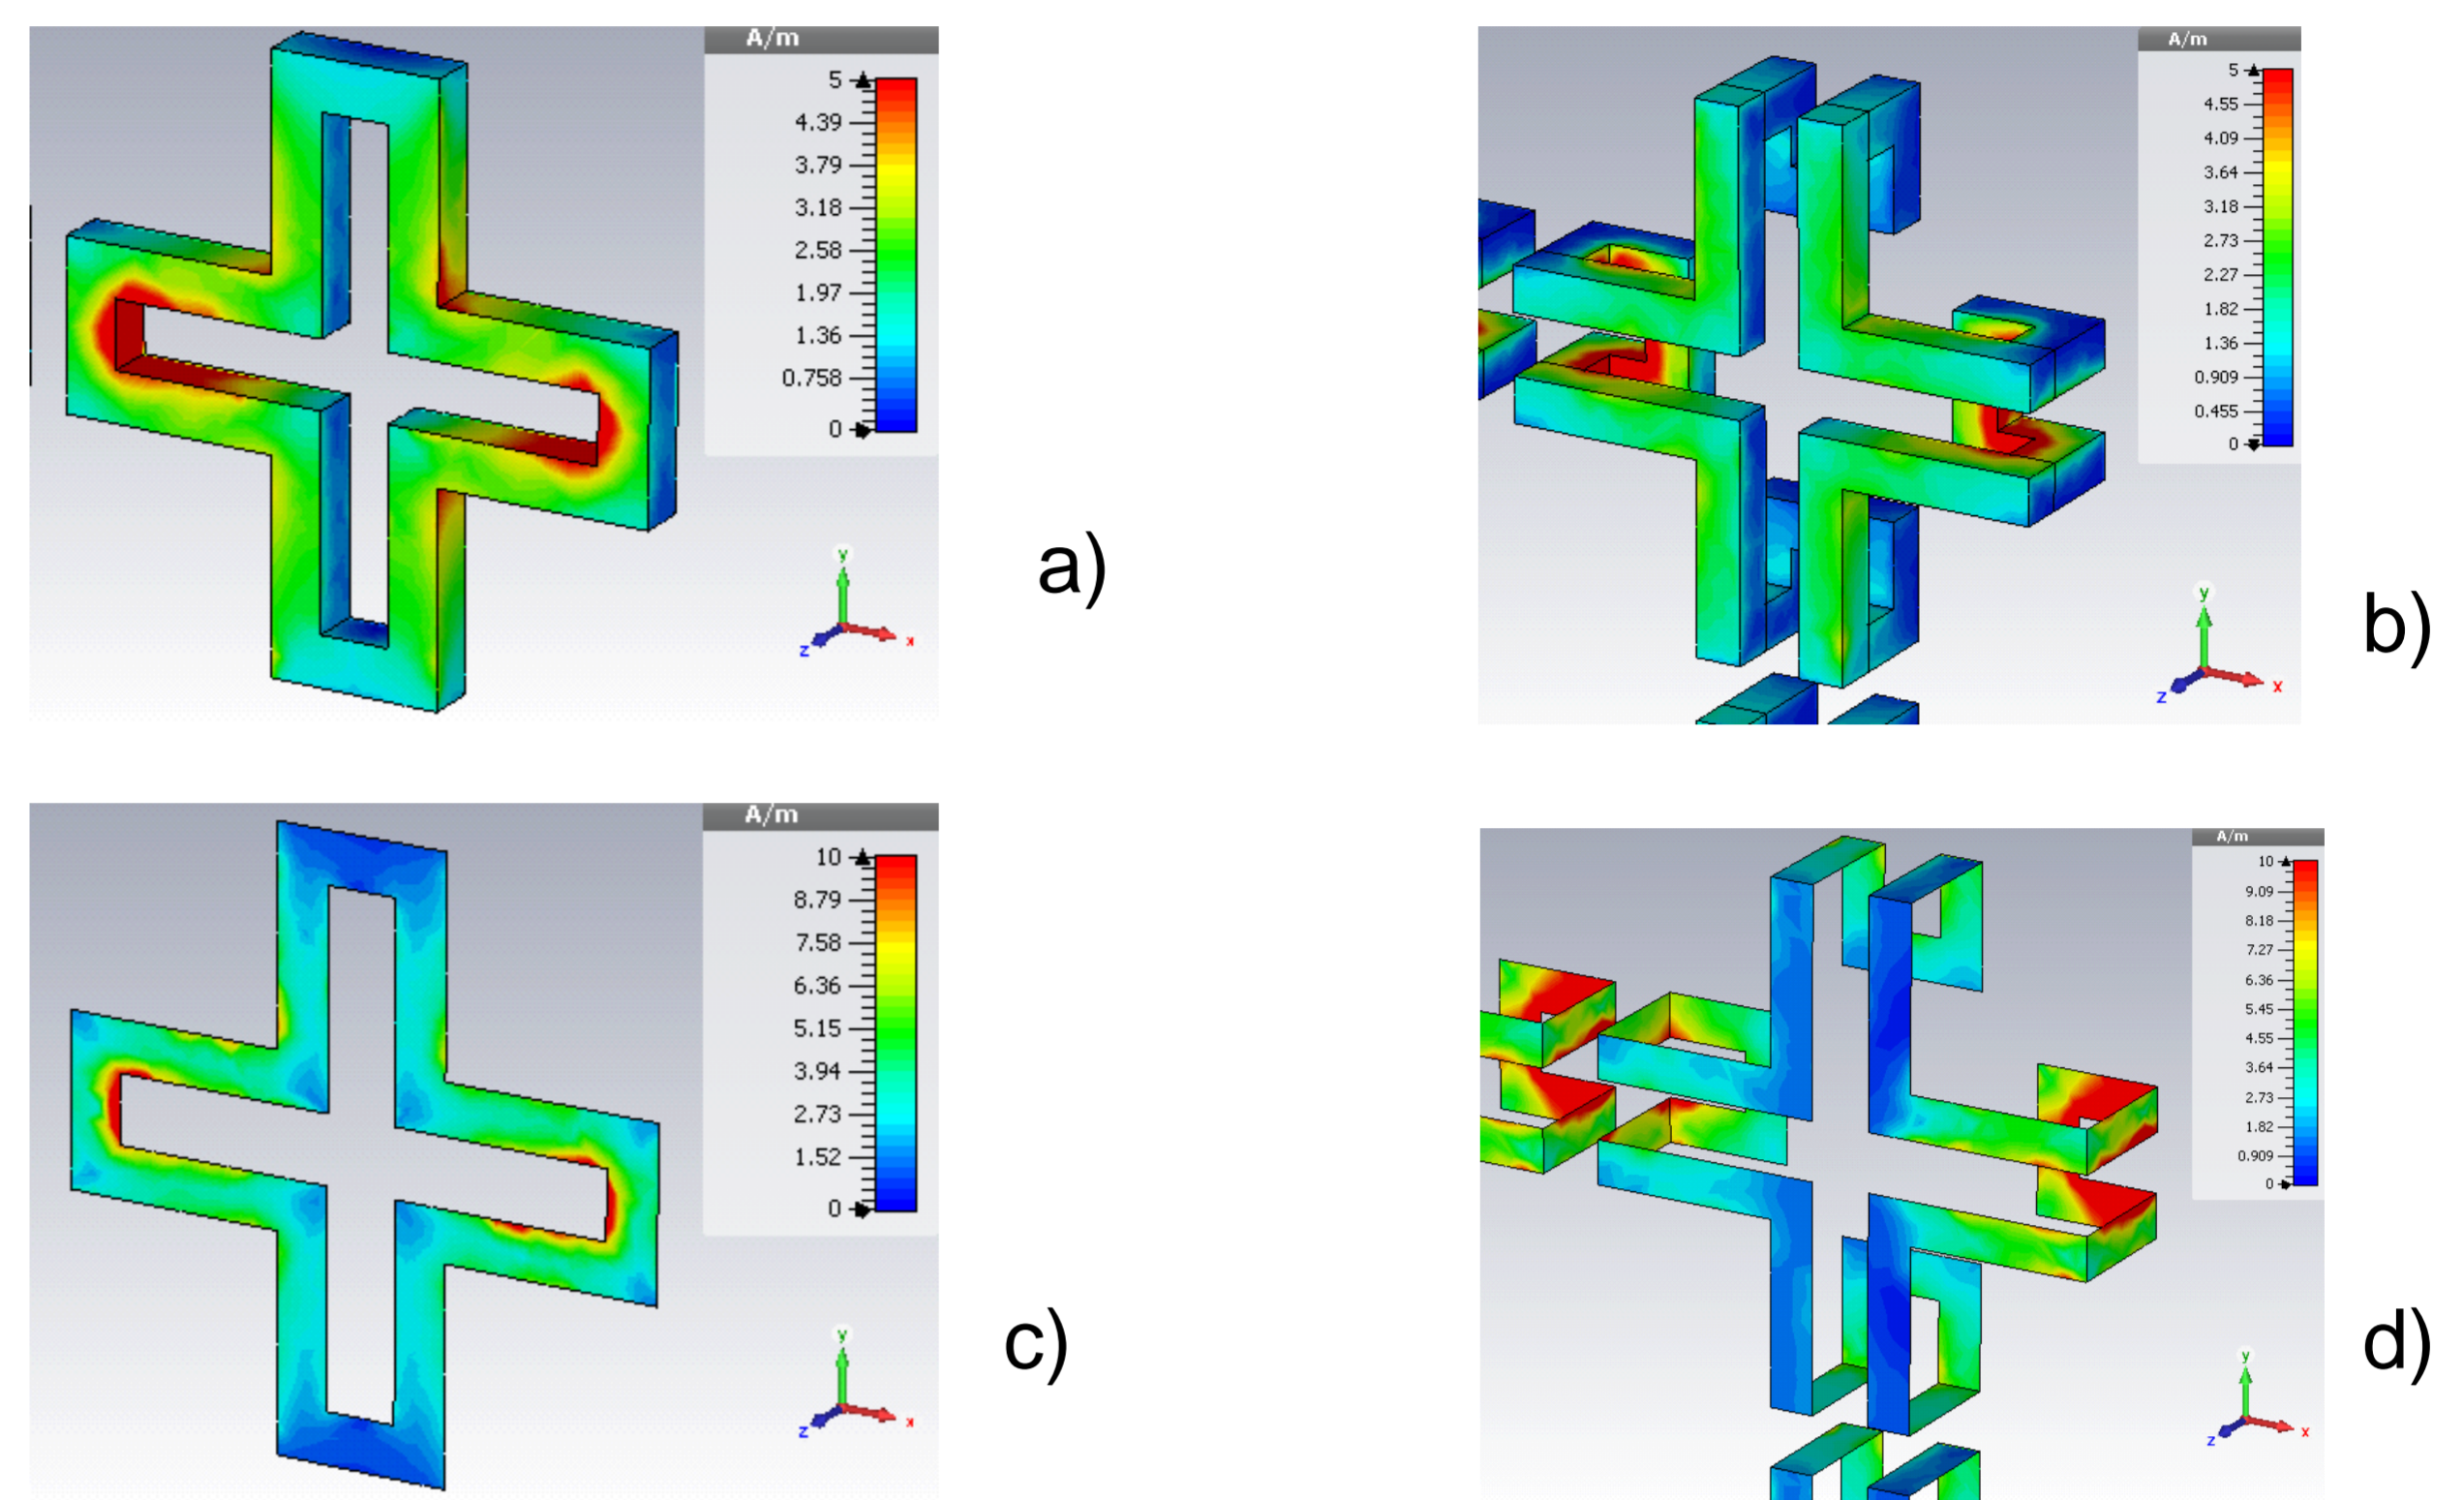 A/m
5
4.39
3.79
3.18
2.58
1.97
1.36
0.758
0
y
x
z
a)
A/m
5
4.55
4.09
3.64
3.18
2.73
2.27
1.82
1.36
0.909
0.455
0
y
x
z
b)
A/m
10
8.79
7.58
6.36
5.15
3.94
2.73
1.52
0
y
x
z
c)
A/m
10
9.09
8.18
7.27
6.36
5.45
4.55
3.64
2.73
1.82
0.909
0
y
x
z
d)